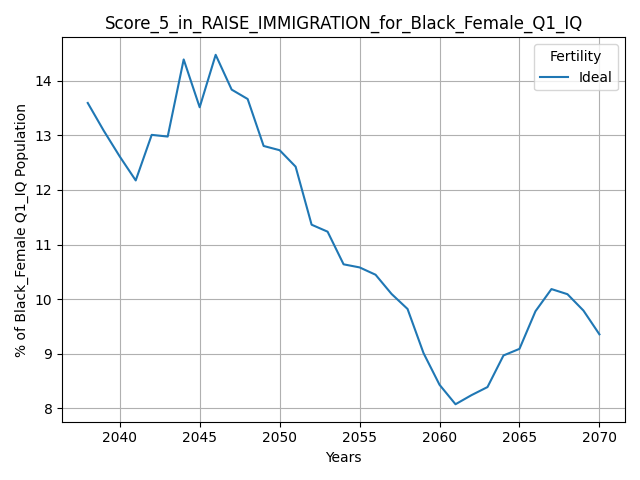 Score_5_in_RAISE_IMMIGRATION_for_Black_Female_Q1_IQ
Fertility
Ideal
% of Black_Female Q1_IQ Population
14
13
12
11
10
9
8
2040 2045 2050 2055 2060 2065 2070
Years